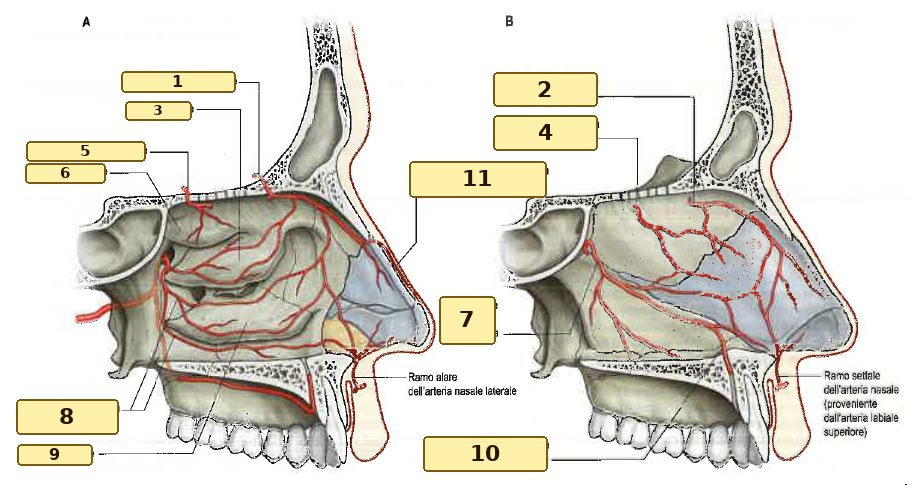 A
B
1
2
3
4
5
6
11
7
Ramo alare
dell'arteria nasale laterale
Ramo settale
dell'arteria nasale
(proveniente
dall'arteria labiale
superiore)
8
9
10